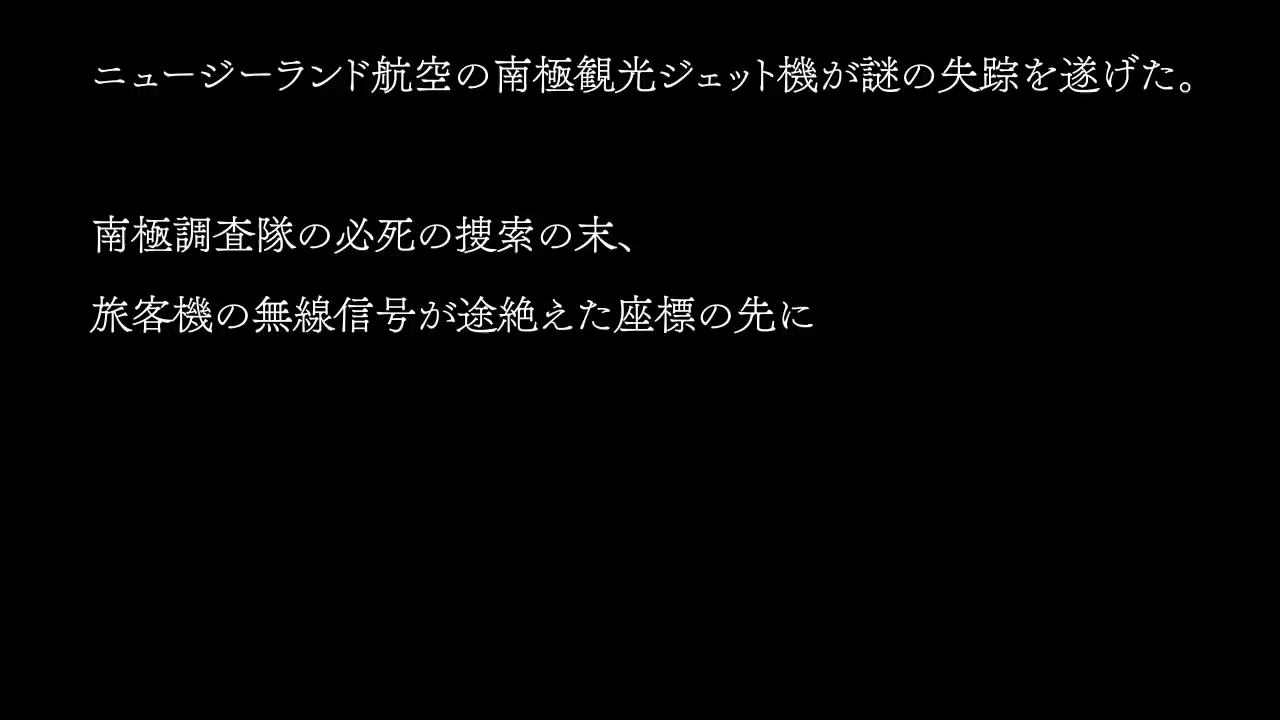 ニュージーランド航空の南極観光ジェット機が謎の失踪を遂げた。
南極調査隊の必死の捜索の末、
旅客機の無線信号が途絶えた座標の先に